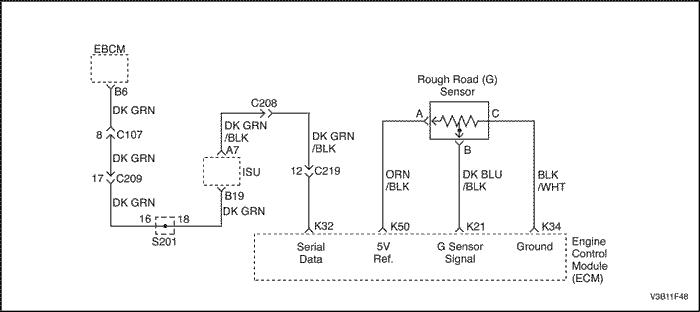 EBCM
B6
DK GRN
8 C107
DK GRN
17 C209
DK GRN
16 18
S201
C208
DK GRN
/BLK
A7
ISU
B19
DK GRN
DK GRN
/BLK
12 C219
K32
Serial
Data
Rough Road (G)
Sensor
A
C
B
ORN
/BLK
DK BLU
/BLK
BLK
/WHT
K50
K21
K34
5V
Ref.
G Sensor
Signal
Ground
Engine
Control
Module
(ECM)
V3B11F48